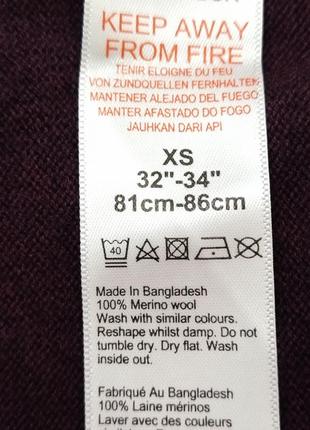 KEEP AWAY
FROM FIRE
TENIR ELOIGNE DU FEU
VON ZUNDQUELLEN FERNHALTEN
MANTENER ALEJADO DEL FUEGO
MANTER AFASTADO DO FOGO
JAUHKAN DARI API
XS
32"-34"
81cm-86cm
40
Made In Bangladesh
100% Merino wool
Wash with similar colours.
Reshape whilst damp. Do not
tumble dry. Dry flat. Wash
inside out.
Fabriqué Au Bangladesh
100% Laine mérinos
Laver avec des couleurs